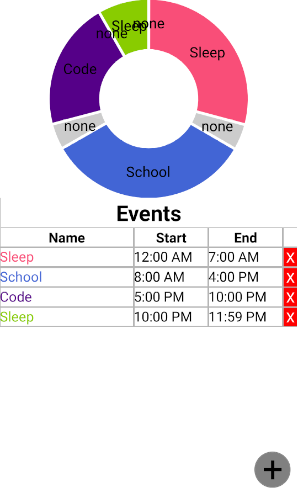 none
Sleep
none
Sleep
Code
none
none
School
Events
Name Start End
Sleep 12:00 AM 7:00 AM X
School 8:00 AM 4:00 PM X
Code 5:00 PM 10:00 PM X
Sleep 10:00 PM 11:59 PM X
+